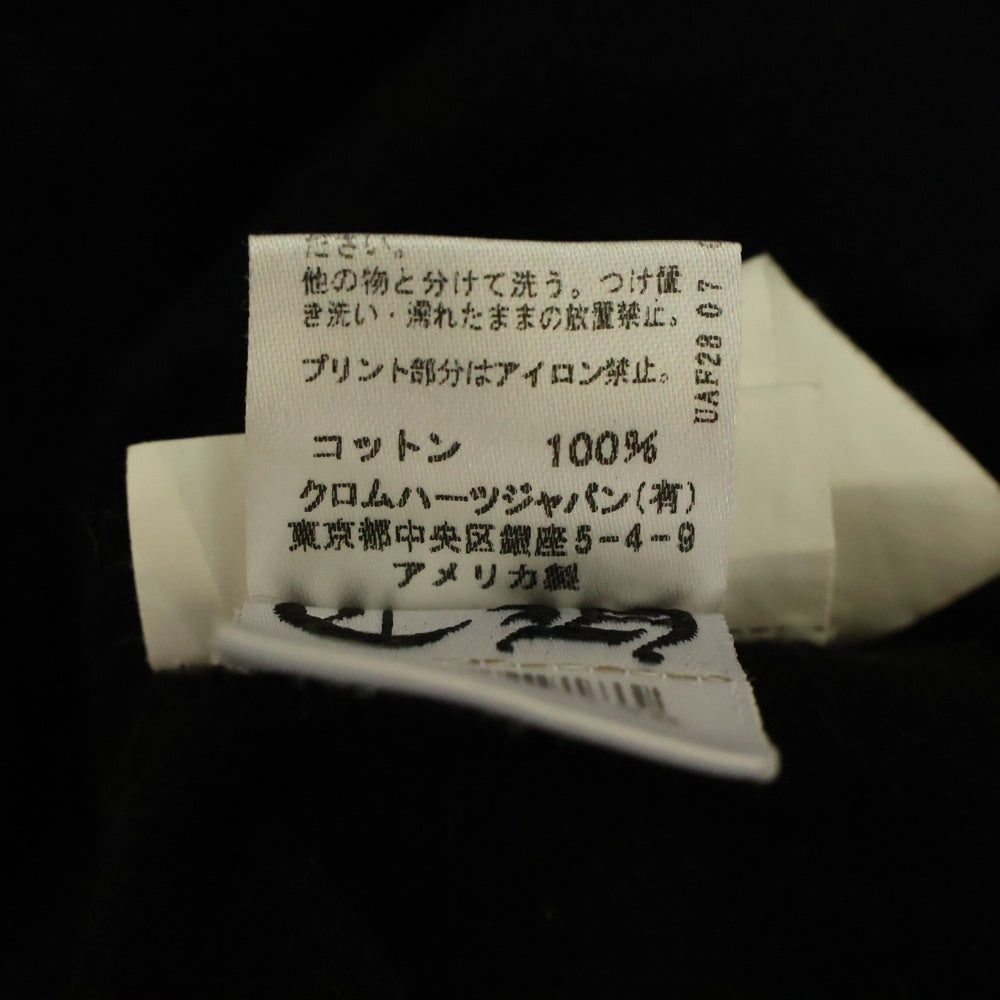 ださい。
他の物と分けて洗う。つけ置
き洗い・濡れたままの放置禁止。
プリント部分はアイロン禁止。
コットン 100%
クロムハーツジャパン(有)
東京都中央区銀座5-4-9
アメリカ製
UAF28 07